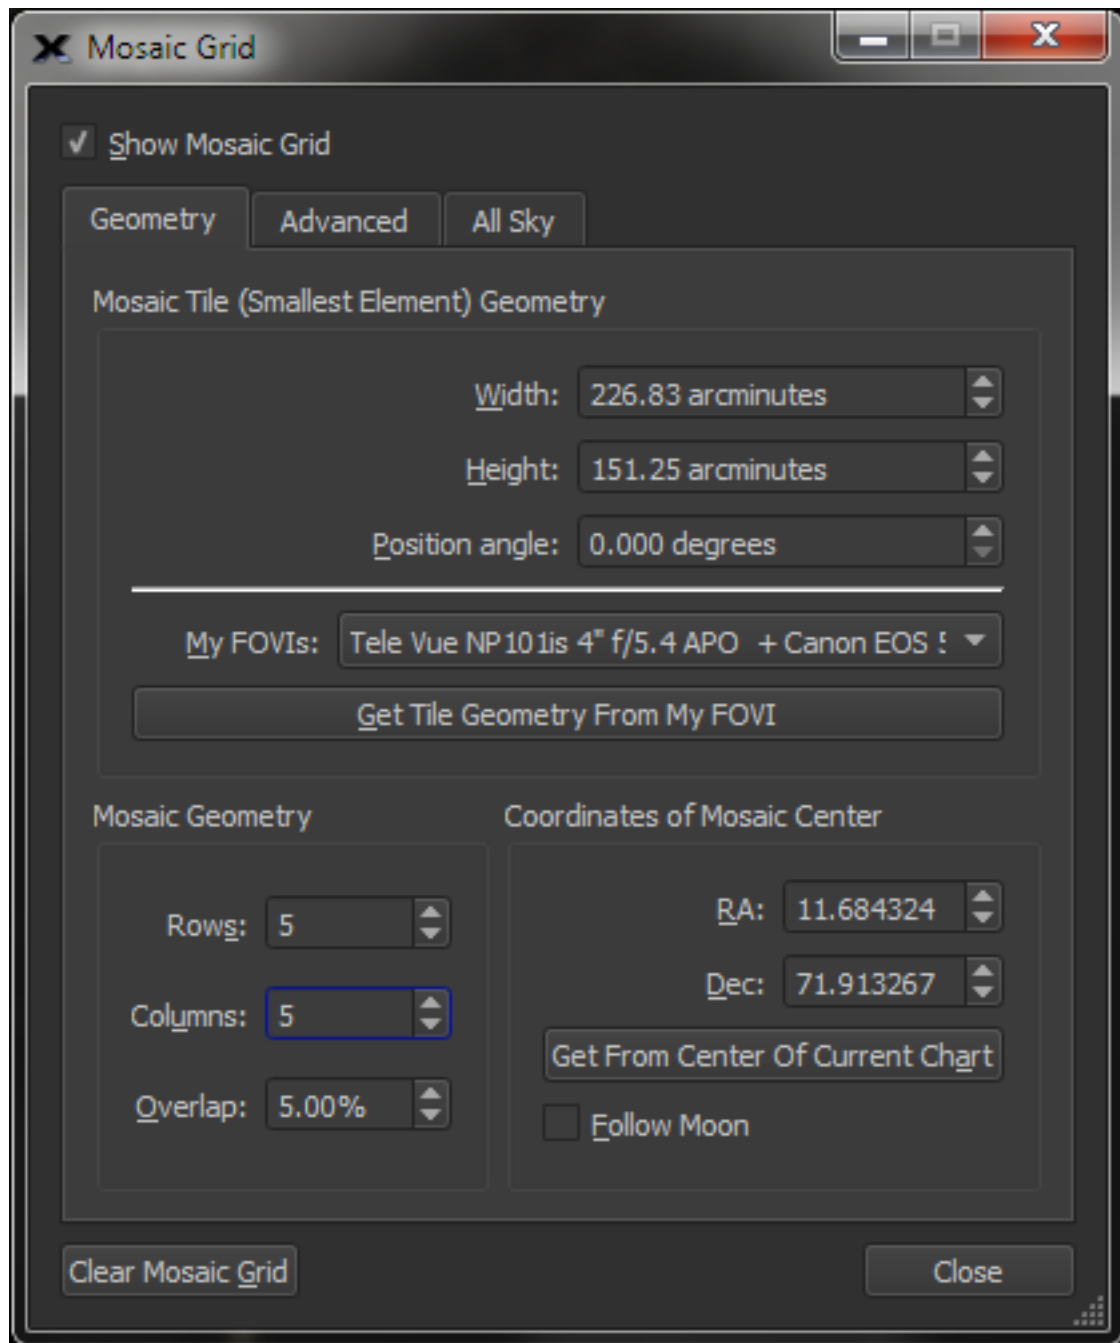 Mosaic Grid
Show Mosaic Grid
Geometry Advanced All Sky
Mosaic Tile (Smallest Element) Geometry
Width: 226.83 arcminutes
Height: 151.25 arcminutes
Position angle: 0.000 degrees
My FOVIs: Tele Vue NP101is 4" f/5.4 APO + Canon EOS 5
Get Tile Geometry From My FOVI
Mosaic Geometry
Rows: 5
Columns: 5
Overlap: 5.00%
Coordinates of Mosaic Center
RA: 11.684324
Dec: 71.913267
Get From Center Of Current Chart
Follow Moon
Clear Mosaic Grid
Close